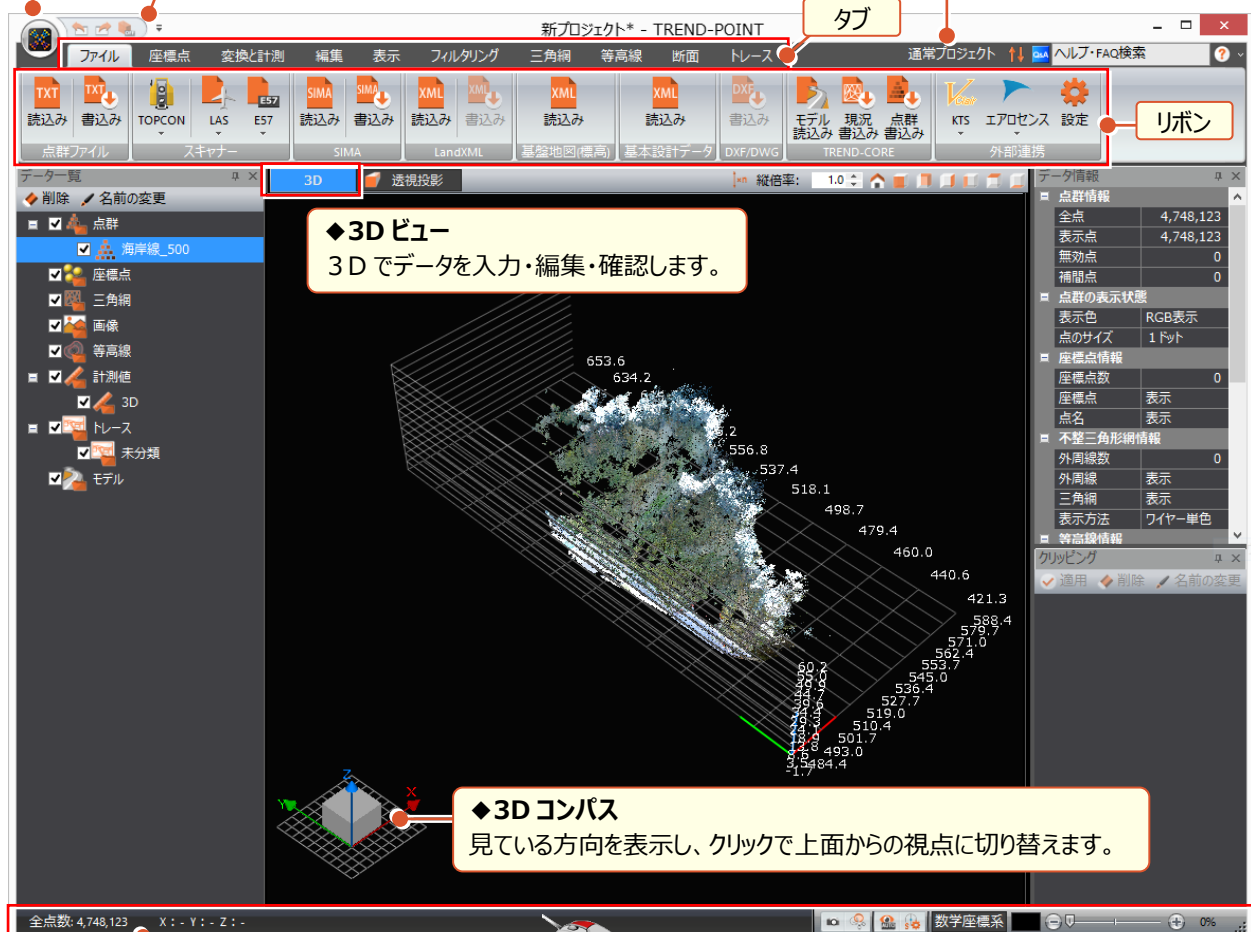 タブ
新プロジェクト* - TREND-POINT
ファイル 座標点 変換と計測 編集 表示 フィルタリング 三角網 等高線 断面 トレース 通常プロジェクト Q&A ヘルプ・FAQ検索
TXT TXT E57 SIMA SIMA XML XML XML XML DXF
読込み 書込み TOPCON LAS E57 読込み 書込み 読込み 書込み 読込み 読込み 書込み モデル 読込み 現況 書込み 点群 書込み KTS エアロセンス 設定
点群ファイル スキャナー SIMA LandXML 基盤地図(標高) 基本設計データ DXF/DWG TREND-CORE 外部連携
リボン
データ一覧
削除 名前の変更
点群
海岸線_500
座標点
三角網
画像
等高線
計測値
3D
トレース
未分類
モデル
3D 透視投影 縦倍率: 1.0
◆3D ビュー
３Ｄでデータを入力・編集・確認します。
653.6
634.2
556.8
537.4
518.1
498.7
479.4
460.0
440.6
421.3
588.4
579.7
571.0
562.4
553.7
545.0
536.4
527.7
519.0
510.4
501.7
493.0
484.4
60.2
55.0
-1.7
Z
Y
X
◆3D コンパス
見ている方向を表示し、クリックで上面からの視点に切り替えます。
データ情報
点群情報
全点 4,748,123
表示点 4,748,123
無効点 0
補間点 0
点群の表示状態
表示色 RGB表示
点のサイズ 1ドット
座標点情報
座標点数 0
座標点 表示
点名 表示
不整三角形網情報
外周線数 0
外周線 表示
三角網 表示
表示方法 ワイヤー単色
等高線情報
クリッピング
適用 削除 名前の変更
全点数: 4,748,123 X : - Y : - Z : - 数学座標系 0%